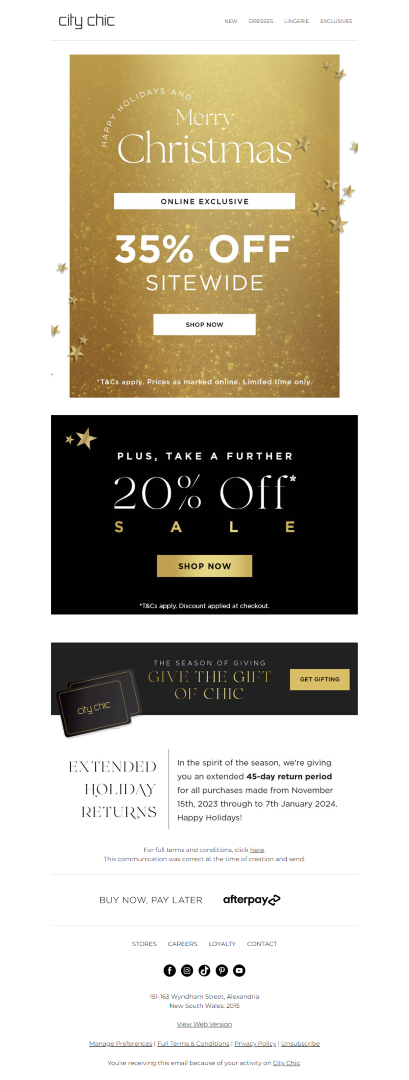 city chic
NEW DRESSES LINGERIE EXCLUSIVES
HAPPY HOLIDAYS AND
Merry
Christmas
ONLINE EXCLUSIVE
35% OFF*
SITEWIDE
SHOP NOW
*T&Cs apply. Prices as marked online. Limited time only.
PLUS, TAKE A FURTHER
20% Off*
SALE
SHOP NOW
*T&Cs apply. Discount applied at checkout.
THE SEASON OF GIVING
GIVE THE GIFT
OF CHIC
GET GIFTING
city chic
EXTENDED
HOLIDAY
RETURNS
In the spirit of the season, we're giving
you an extended 45-day return period
for all purchases made from November
15th, 2023 through to 7th January 2024.
Happy Holidays!
For full terms and conditions, click here.
This communication was correct at the time of creation and send.
BUY NOW, PAY LATER afterpay
STORES CAREERS LOYALTY CONTACT
151-163 Wyndham Street, Alexandria
New South Wales, 2015
View Web Version
Manage Preferences | Full Terms & Conditions | Privacy Policy | Unsubscribe
You're receiving this email because of your activity on City Chic